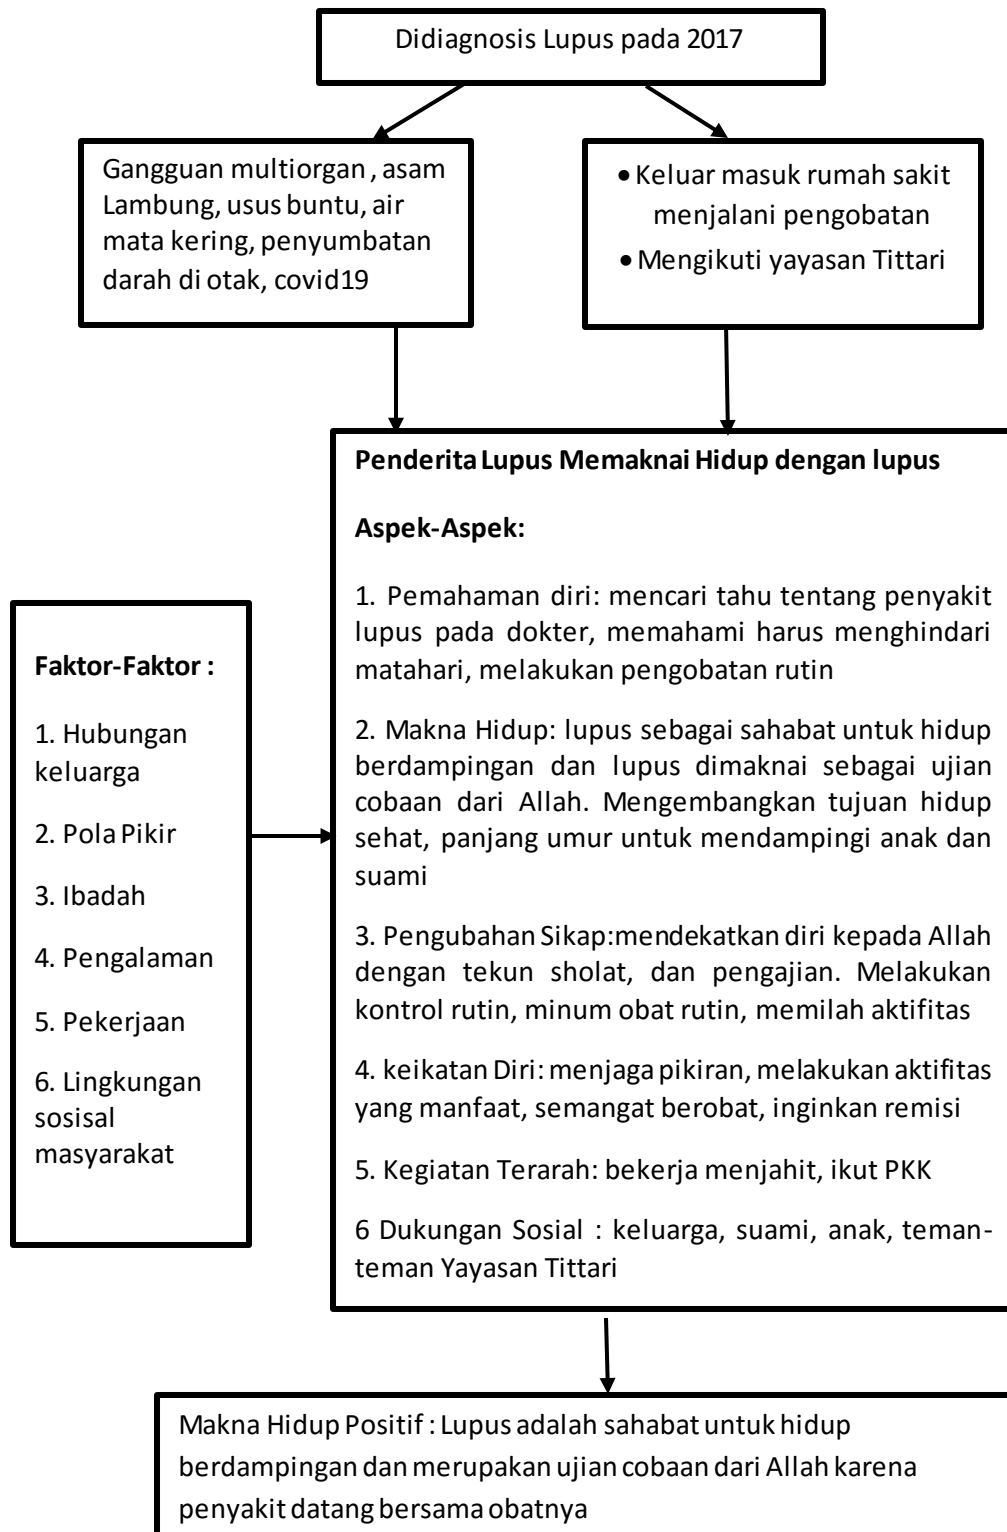 Didiagnosis Lupus pada 2017
Gangguan multiorgan , asam
Lambung, usus buntu, air
mata kering, penyumbatan
darah di otak, covid19
• Keluar masuk rumah sakit
menjalani pengobatan
• Mengikuti yayasan Tittari
Penderita Lupus Memaknai Hidup dengan lupus
Aspek-Aspek:
1. Pemahaman diri: mencari tahu tentang penyakit
lupus pada dokter, memahami harus menghindari
matahari, melakukan pengobatan rutin
2. Makna Hidup: lupus sebagai sahabat untuk hidup
berdampingan dan lupus dimaknai sebagai ujian
cobaan dari Allah. Mengembangkan tujuan hidup
sehat, panjang umur untuk mendampingi anak dan
suami
3. Pengubahan Sikap:mendekatkan diri kepada Allah
dengan tekun sholat, dan pengajian. Melakukan
kontrol rutin, minum obat rutin, memilah aktifitas
4. keikatan Diri: menjaga pikiran, melakukan aktifitas
yang manfaat, semangat berobat, inginkan remisi
5. Kegiatan Terarah: bekerja menjahit, ikut PKK
6 Dukungan Sosial : keluarga, suami, anak, teman-
teman Yayasan Tittari
Faktor-Faktor :
1. Hubungan
keluarga
2. Pola Pikir
3. Ibadah
4. Pengalaman
5. Pekerjaan
6. Lingkungan
sosisal
masyarakat
Makna Hidup Positif : Lupus adalah sahabat untuk hidup
berdampingan dan merupakan ujian cobaan dari Allah karena
penyakit datang bersama obatnya